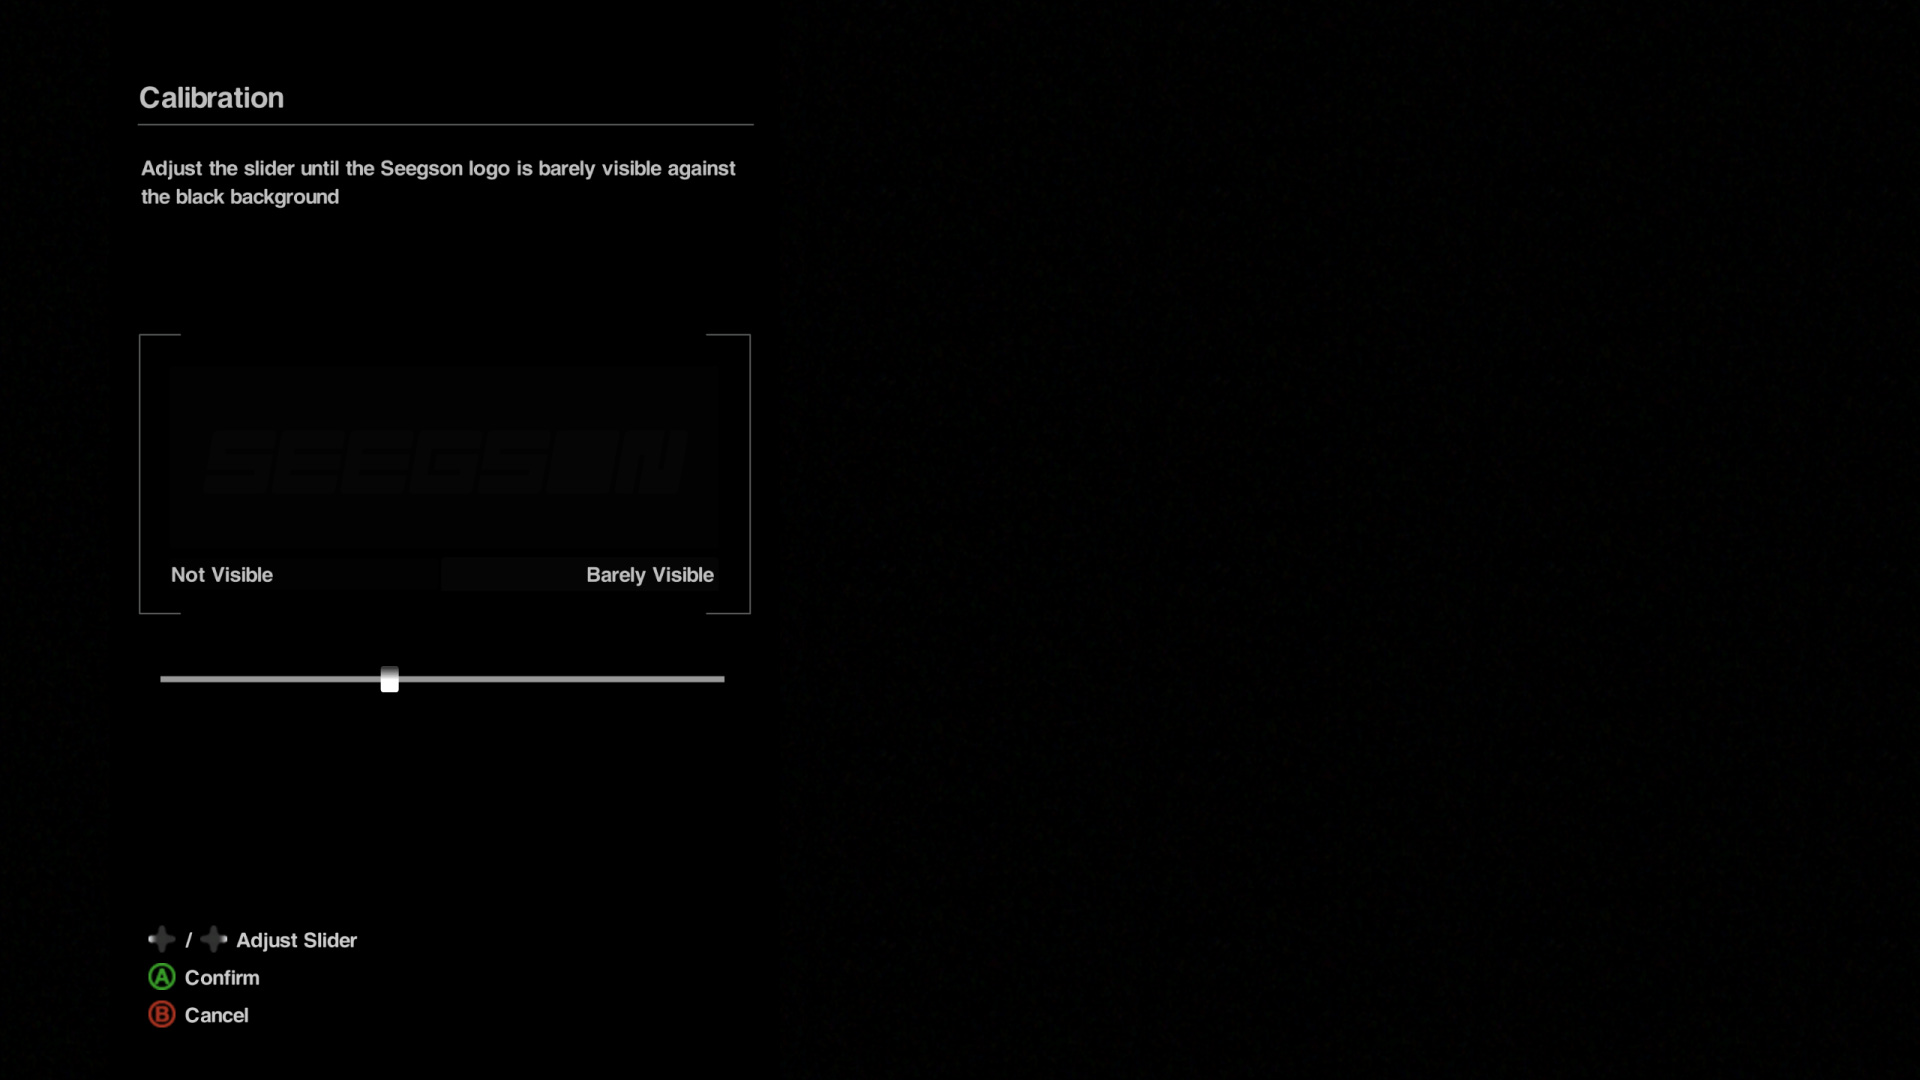 Calibration
Adjust the slider until the Seegson logo is barely visible against
the black background
SEEGSON
Not Visible
Barely Visible
/ Adjust Slider
A Confirm
B Cancel